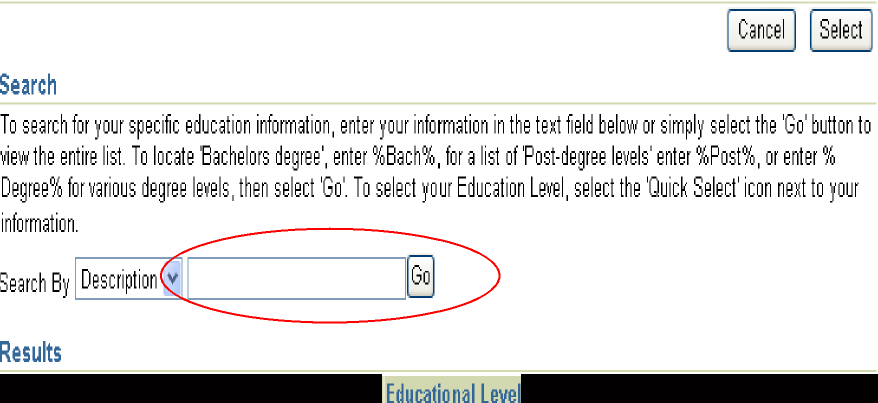 Cancel Select
Search
To search for your specific education information, enter your information in the text field below or simply select the 'Go' button to
view the entire list. To locate 'Bachelors degree', enter %Bach%, for a list of 'Post-degree levels' enter %Post%, or enter %
Degree% for various degree levels, then select 'Go'. To select your Education Level, select the 'Quick Select' icon next to your
information.
Search By Description Go
Results
Educational Level